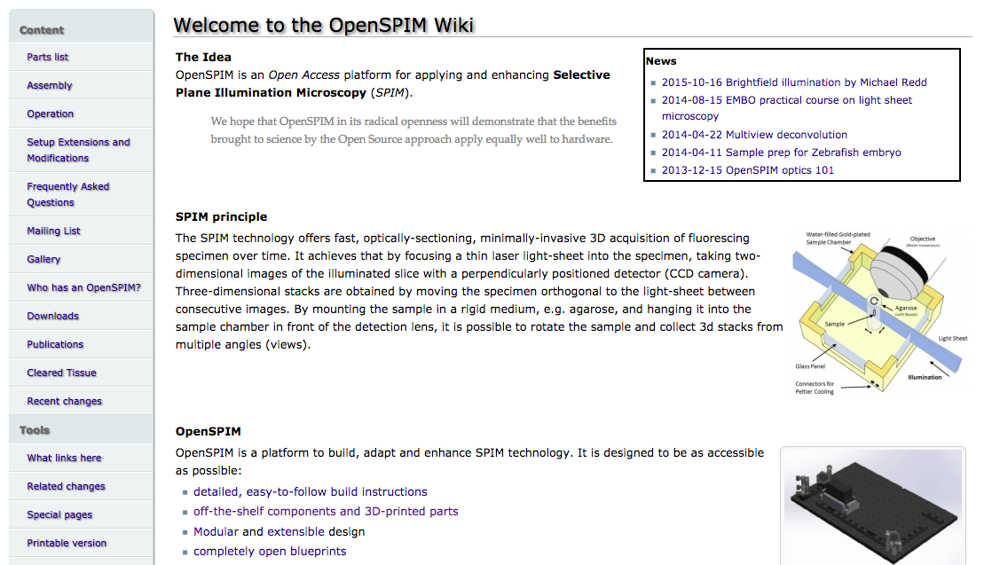 Content
Parts list
Assembly
Operation
Setup Extensions and
Modifications
Frequently Asked
Questions
Mailing List
Gallery
Who has an OpenSPIM?
Downloads
Publications
Cleared Tissue
Recent changes
Tools
What links here
Related changes
Special pages
Printable version
Welcome to the OpenSPIM Wiki
The Idea
OpenSPIM is an Open Access platform for applying and enhancing Selective
Plane Illumination Microscopy (SPIM).
We hope that OpenSPIM in its radical openness will demonstrate that the benefits
brought to science by the Open Source approach apply equally well to hardware.
News
2015-10-16 Brightfield illumination by Michael Redd
2014-08-15 EMBO practical course on light sheet
microscopy
2014-04-22 Multiview deconvolution
2014-04-11 Sample prep for Zebrafish embryo
2013-12-15 OpenSPIM optics 101
SPIM principle
The SPIM technology offers fast, optically-sectioning, minimally-invasive 3D acquisition of fluorescing
specimen over time. It achieves that by focusing a thin laser light-sheet into the specimen, taking two-
dimensional images of the illuminated slice with a perpendicularly positioned detector (CCD camera).
Three-dimensional stacks are obtained by moving the specimen orthogonal to the light-sheet between
consecutive images. By mounting the sample in a rigid medium, e.g. agarose, and hanging it into the
sample chamber in front of the detection lens, it is possible to rotate the sample and collect 3d stacks from
multiple angles (views).
Water-filled Gold-plated
Sample Chamber
Objective
(Water Immersion)
Agarose
(with Beads)
Sample
Light Sheet
Glass Panel
Illumination
Connectors for
Peltier Cooling
OpenSPIM
OpenSPIM is a platform to build, adapt and enhance SPIM technology. It is designed to be as accessible
as possible:
detailed, easy-to-follow build instructions
off-the-shelf components and 3D-printed parts
Modular and extensible design
completely open blueprints